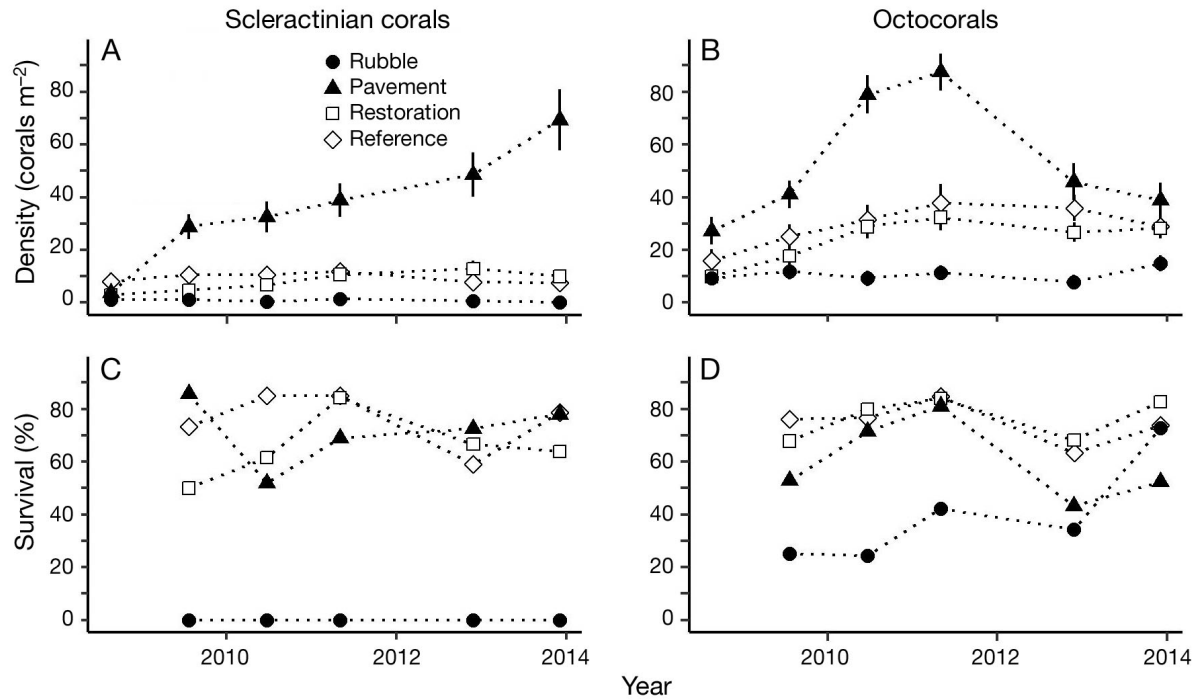 Scleractinian corals
Octocorals
A
Rubble
Pavement
Restoration
Reference
B
Density (corals m⁻²)
80
60
40
20
0
2010
2012
2014
80
60
40
20
0
C
D
Survival (%)
80
60
40
20
0
80
60
40
20
0
2010
2012
2014
Year